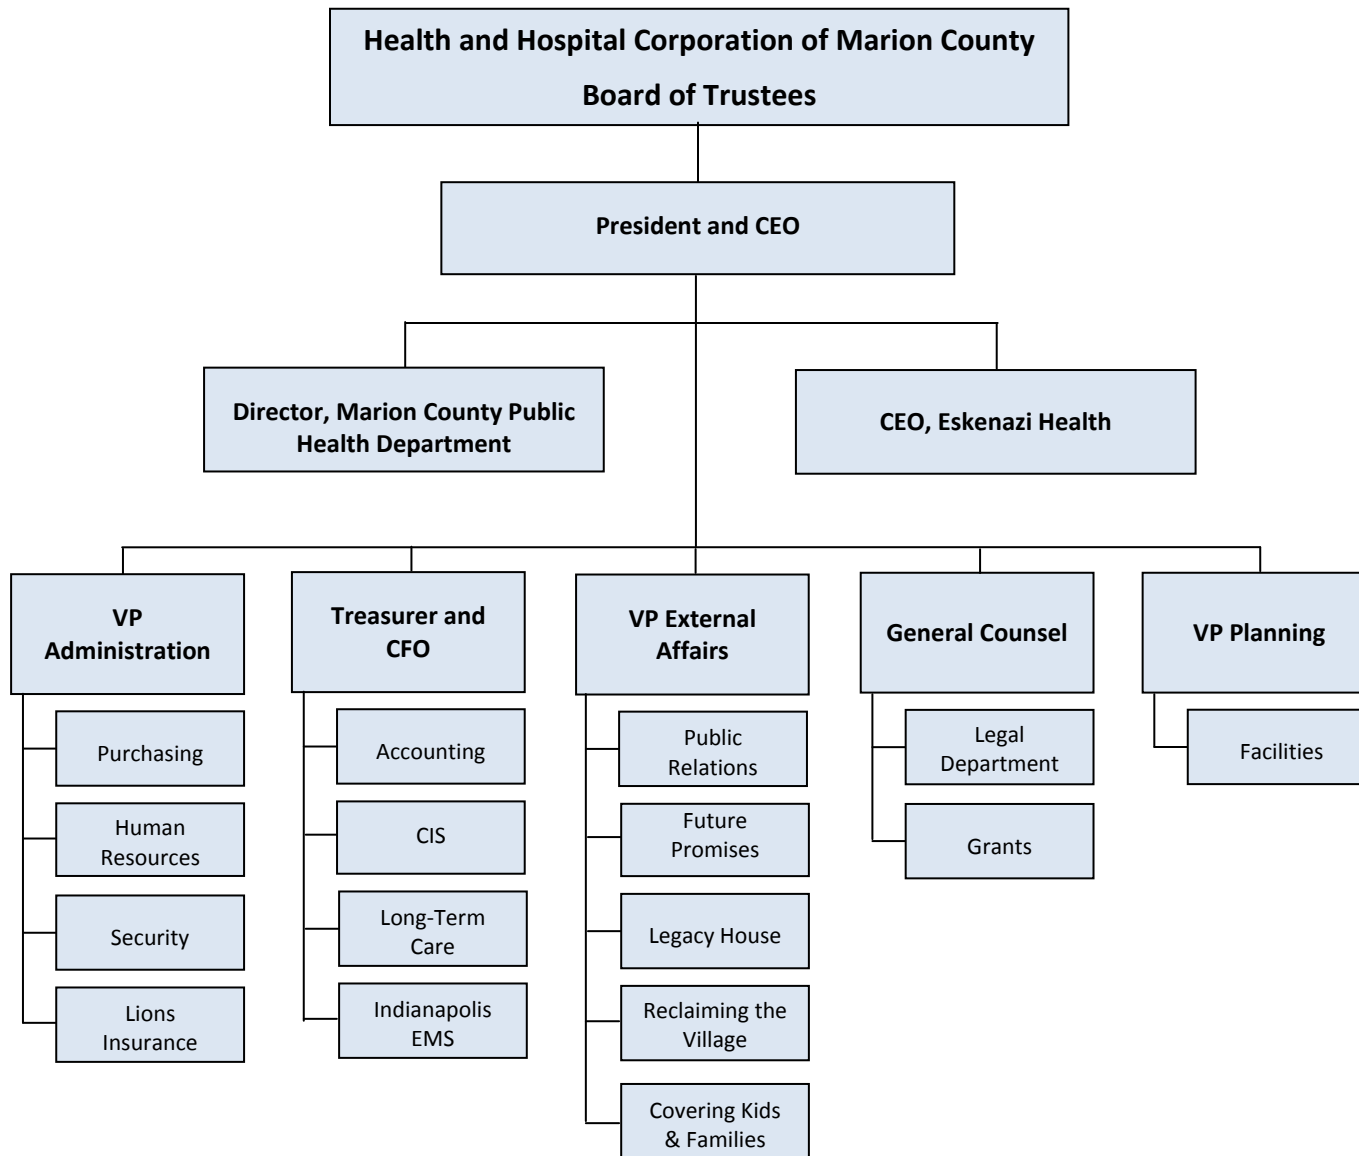 Health and Hospital Corporation of Marion County
Board of Trustees
President and CEO
Director, Marion County Public
Health Department
CEO, Eskenazi Health
VP
Administration
Treasurer and
CFO
VP External
Affairs
General Counsel
VP Planning
Purchasing
Human
Resources
Security
Lions
Insurance
Accounting
CIS
Long-Term
Care
Indianapolis
EMS
Public
Relations
Future
Promises
Legacy House
Reclaiming the
Village
Covering Kids
& Families
Legal
Department
Grants
Facilities